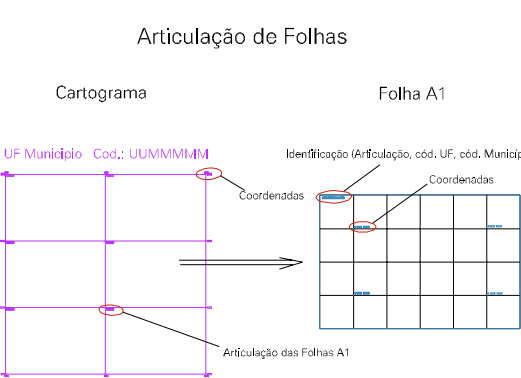 Articulação de Folhas
Cartograma
Folha A1
UF Municipio Cod.: UUMMMMM
Identificação (Articulação, cód. UF, cód.
Coordenadas
Coordenadas
Articulação das Folhas A1